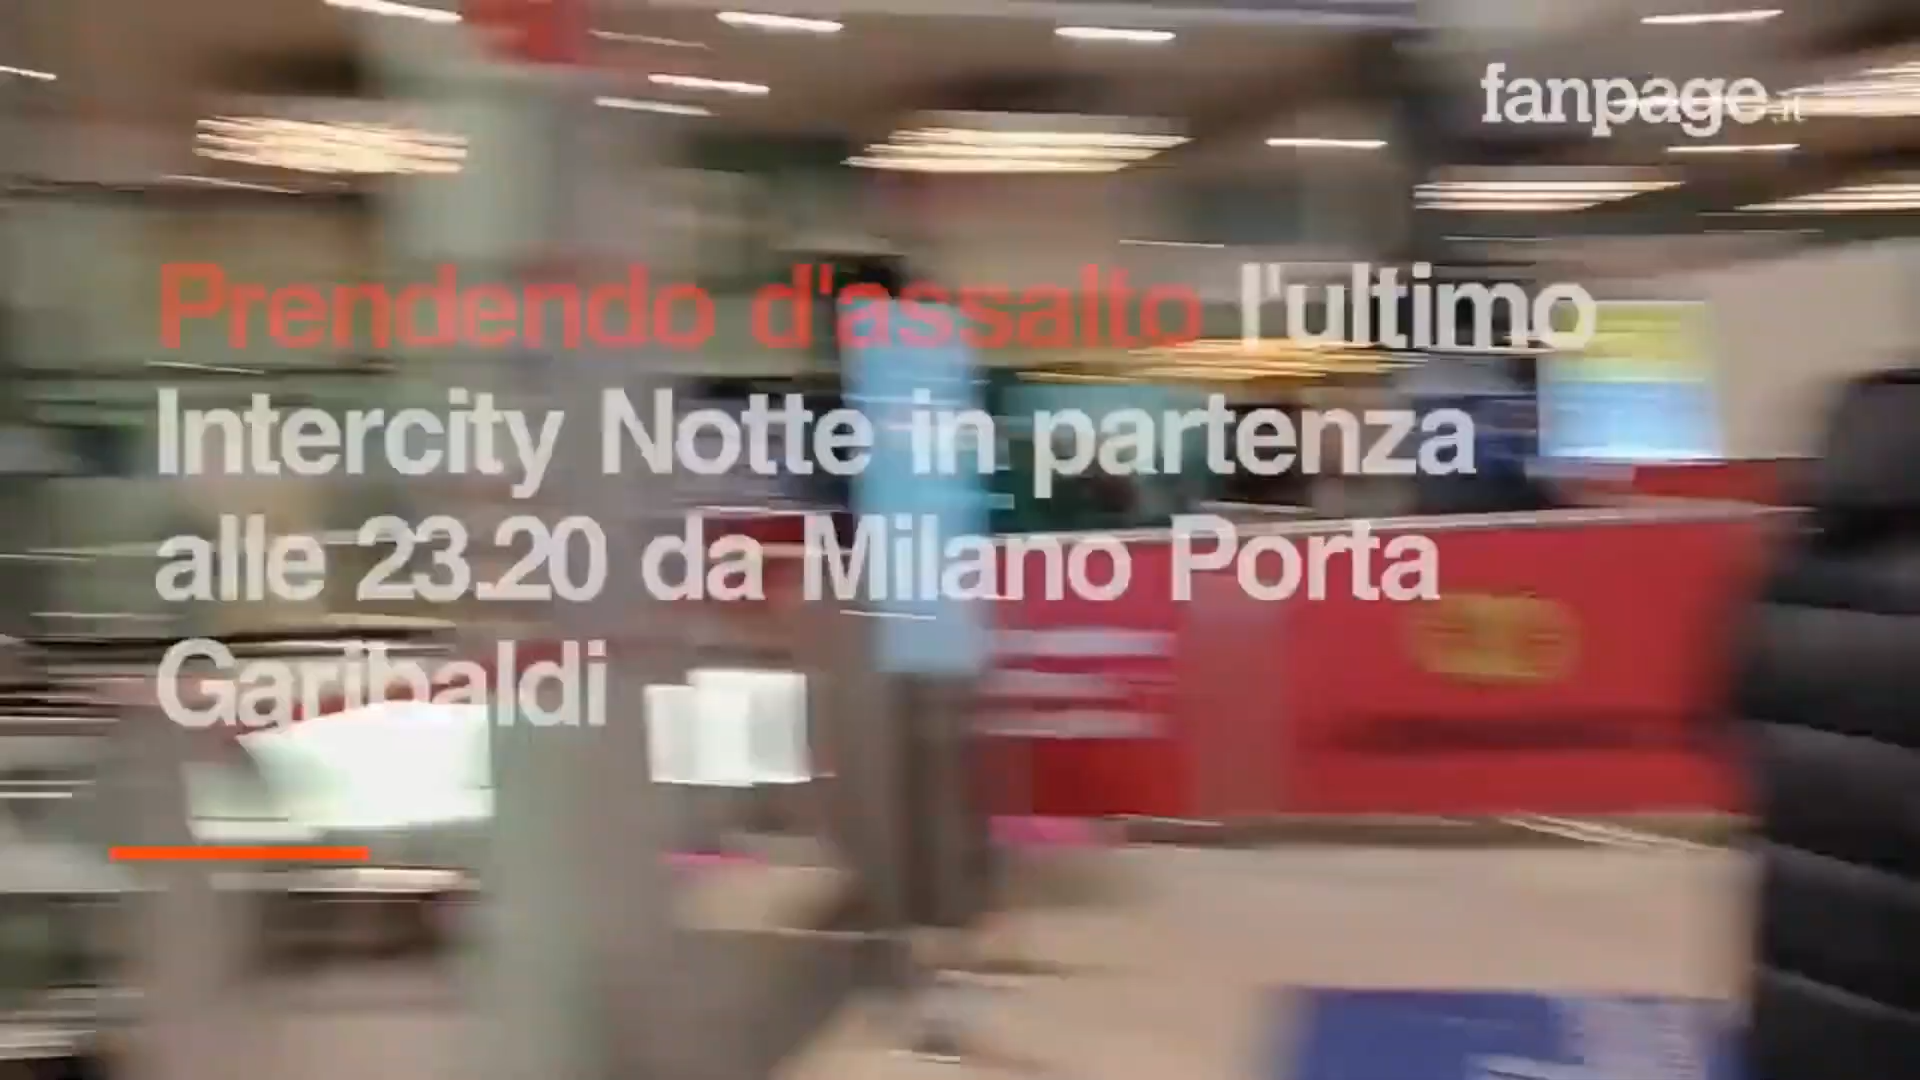 fanpage.it
Prendendo d'assalto l'ultimo
Intercity Notte in partenza
alle 23.20 da Milano Porta
Garibaldi